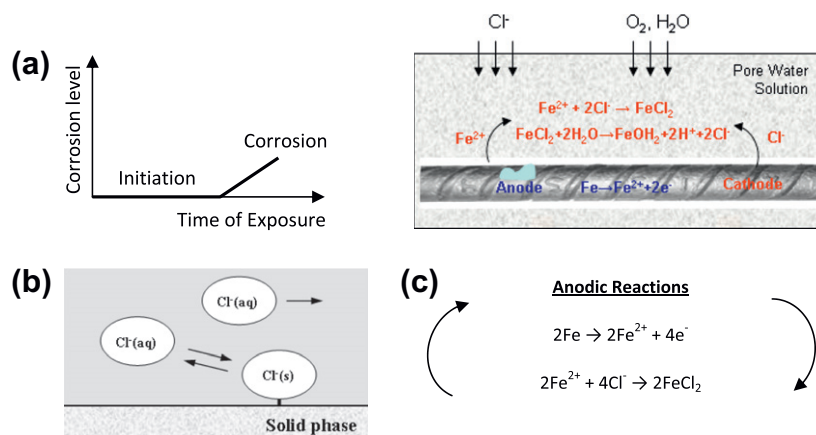 (a)
Corrosion level
Initiation
Corrosion
Time of Exposure
Cl⁻
O₂, H₂O
Pore Water
Solution
Fe²⁺ + 2Cl⁻ → FeCl₂
Fe²⁺
FeCl₂+2H₂O→FeOH₂+2H⁺+2Cl⁻
Cl⁻
Anode
Fe→Fe²⁺+2e⁻
Cathode
(b)
Cl⁻(aq)
Cl⁻(aq)
Cl⁻(s)
Solid phase
(c)
Anodic Reactions
2Fe → 2Fe²⁺ + 4e⁻
2Fe²⁺ + 4Cl⁻ → 2FeCl₂